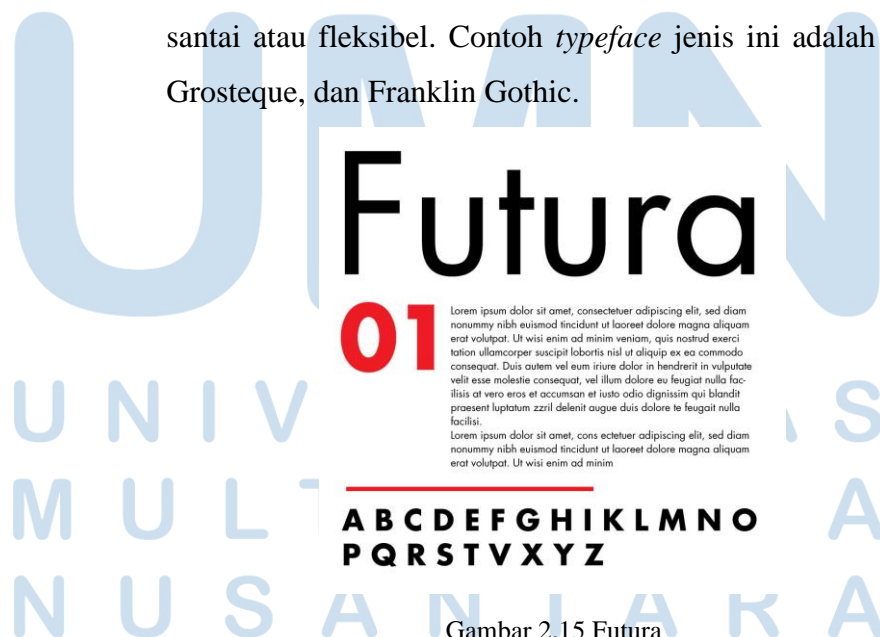 santai atau fleksibel. Contoh typeface jenis ini adalah
Grosteque, dan Franklin Gothic.
Futura
01
Lorem ipsum dolor sit amet, consectetuer adipiscing elit, sed diam
nonummy nibh euismod tincidunt ut laoreet dolore magna aliquam
erat volutpat. Ut wisi enim ad minim veniam, quis nostrud exerci
tation ullamcorper suscipit lobortis nisl ut aliquip ex ea commodo
consequat. Duis autem vel eum iriure dolor in hendrerit in vulputate
velit esse molestie consequat, vel illum dolore eu feugiat nulla fac-
ilisis at vero eros et accumsan et iusto odio dignissim qui blandit
praesent luptatum zzril delenit augue duis dolore te feugait nulla
facilisi.
Lorem ipsum dolor sit amet, cons ectetuer adipiscing elit, sed diam
nonummy nibh euismod tincidunt ut laoreet dolore magna aliquam
erat volutpat. Ut wisi enim ad minim
A B C D E F G H I K L M N O
P Q R S T V X Y Z
Gambar 2.15 Futura
UMN
NUSANTARA